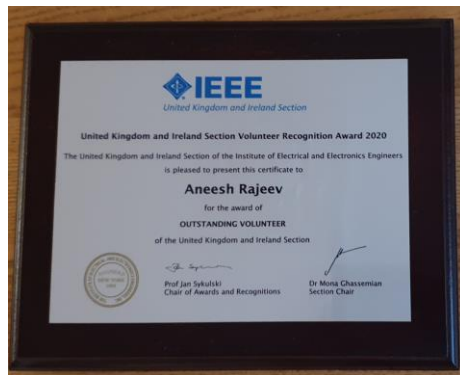 IEEE
United Kingdom and Ireland Section
United Kingdom and Ireland Section Volunteer Recognition Award 2020
The United Kingdom and Ireland Section of the Institute of Electrical and Electronics Engineers
is pleased to present this certificate to
Aneesh Rajeev
for the award of
OUTSTANDING VOLUNTEER
of the United Kingdom and Ireland Section
Prof Jan Sykulski
Chair of Awards and Recognitions
Dr Mona Ghassemian
Section Chair